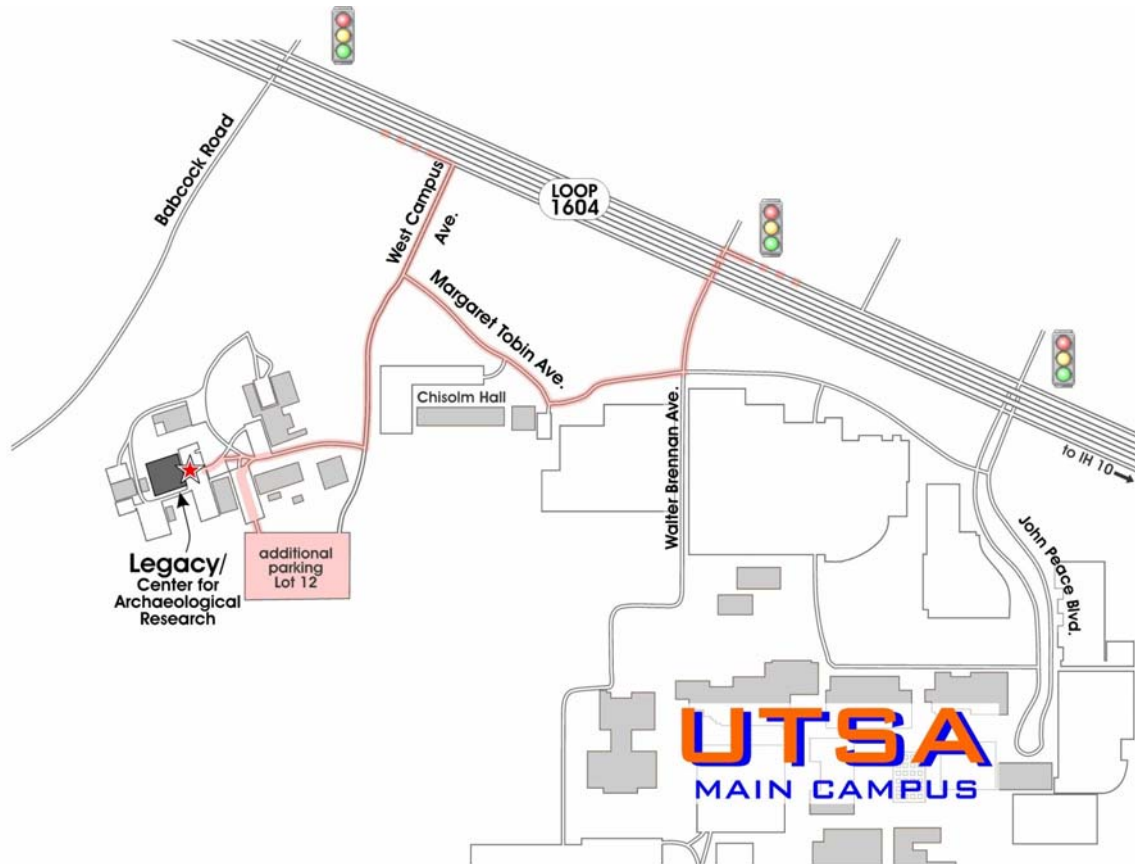 Babcock Road
West Campus
Ave.
LOOP
1604
Margaret Tobin Ave.
Chisolm Hall
Walter Brennan Ave.
to IH 10
John Peace Blvd.
Legacy/
Center for
Archaeological
Research
additional
parking
Lot 12
UTSA
MAIN CAMPUS